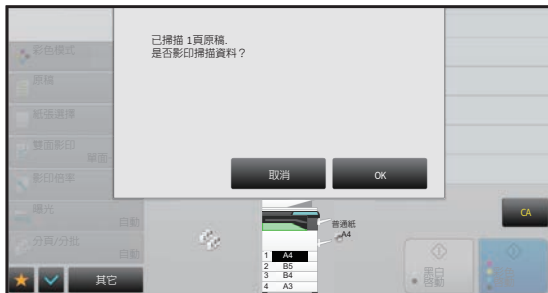 已掃描 1頁原稿.
是否影印掃描資料？
取消
OK
彩色模式
原稿
紙張選擇
雙面影印
單面
影印倍率
曝光
自動
分頁/分批
自動
其它
普通紙
A4
1 A4
2 B5
3 B4
4 A3
CA
黑白
啟動